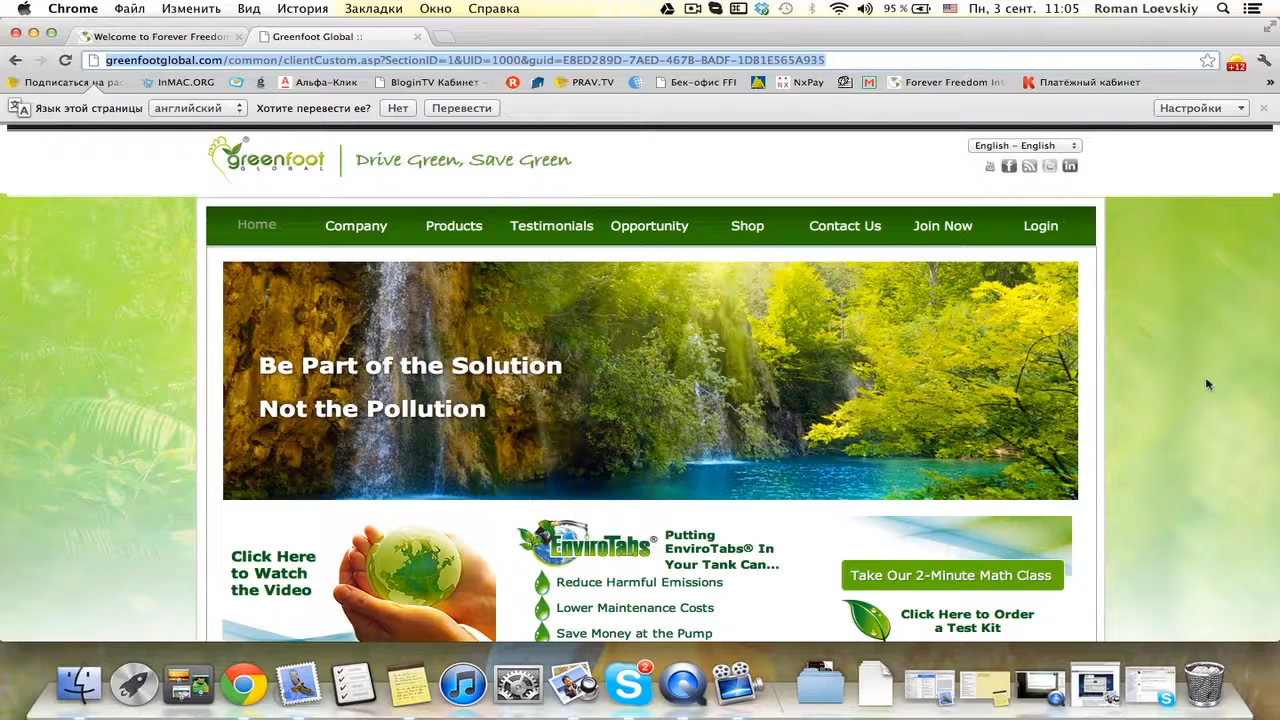 Chrome Файл Изменить Вид История Закладки Окно Справка 95 % Пн, 3 сент. 11:05 Roman Loevskiy
Welcome to Forever Freedom
Greenfoot Global ::
greenfootglobal.com/common/clientCustom.asp?SectionID=1&UID=1000&guid=E8ED289D-7AED-467B-BADF-1DB1E565A935
+12
Подписаться на рас InMAC.ORG Альфа-Клик BloginTV Кабинет PRAV.TV Бек-офис FFI NxPay Forever Freedom Int Платёжный кабинет
Язык этой страницы английский Хотите перевести ее? Нет Перевести Настройки
greenfoot
GLOBAL
Drive Green, Save Green
English - English
Home Company Products Testimonials Opportunity Shop Contact Us Join Now Login
Be Part of the Solution
Not the Pollution
Click Here
to Watch
the Video
EnviroTabs®
Putting
EnviroTabs® In
Your Tank Can...
Reduce Harmful Emissions
Lower Maintenance Costs
Save Money at the Pump
Take Our 2-Minute Math Class
Click Here to Order
a Test Kit
2